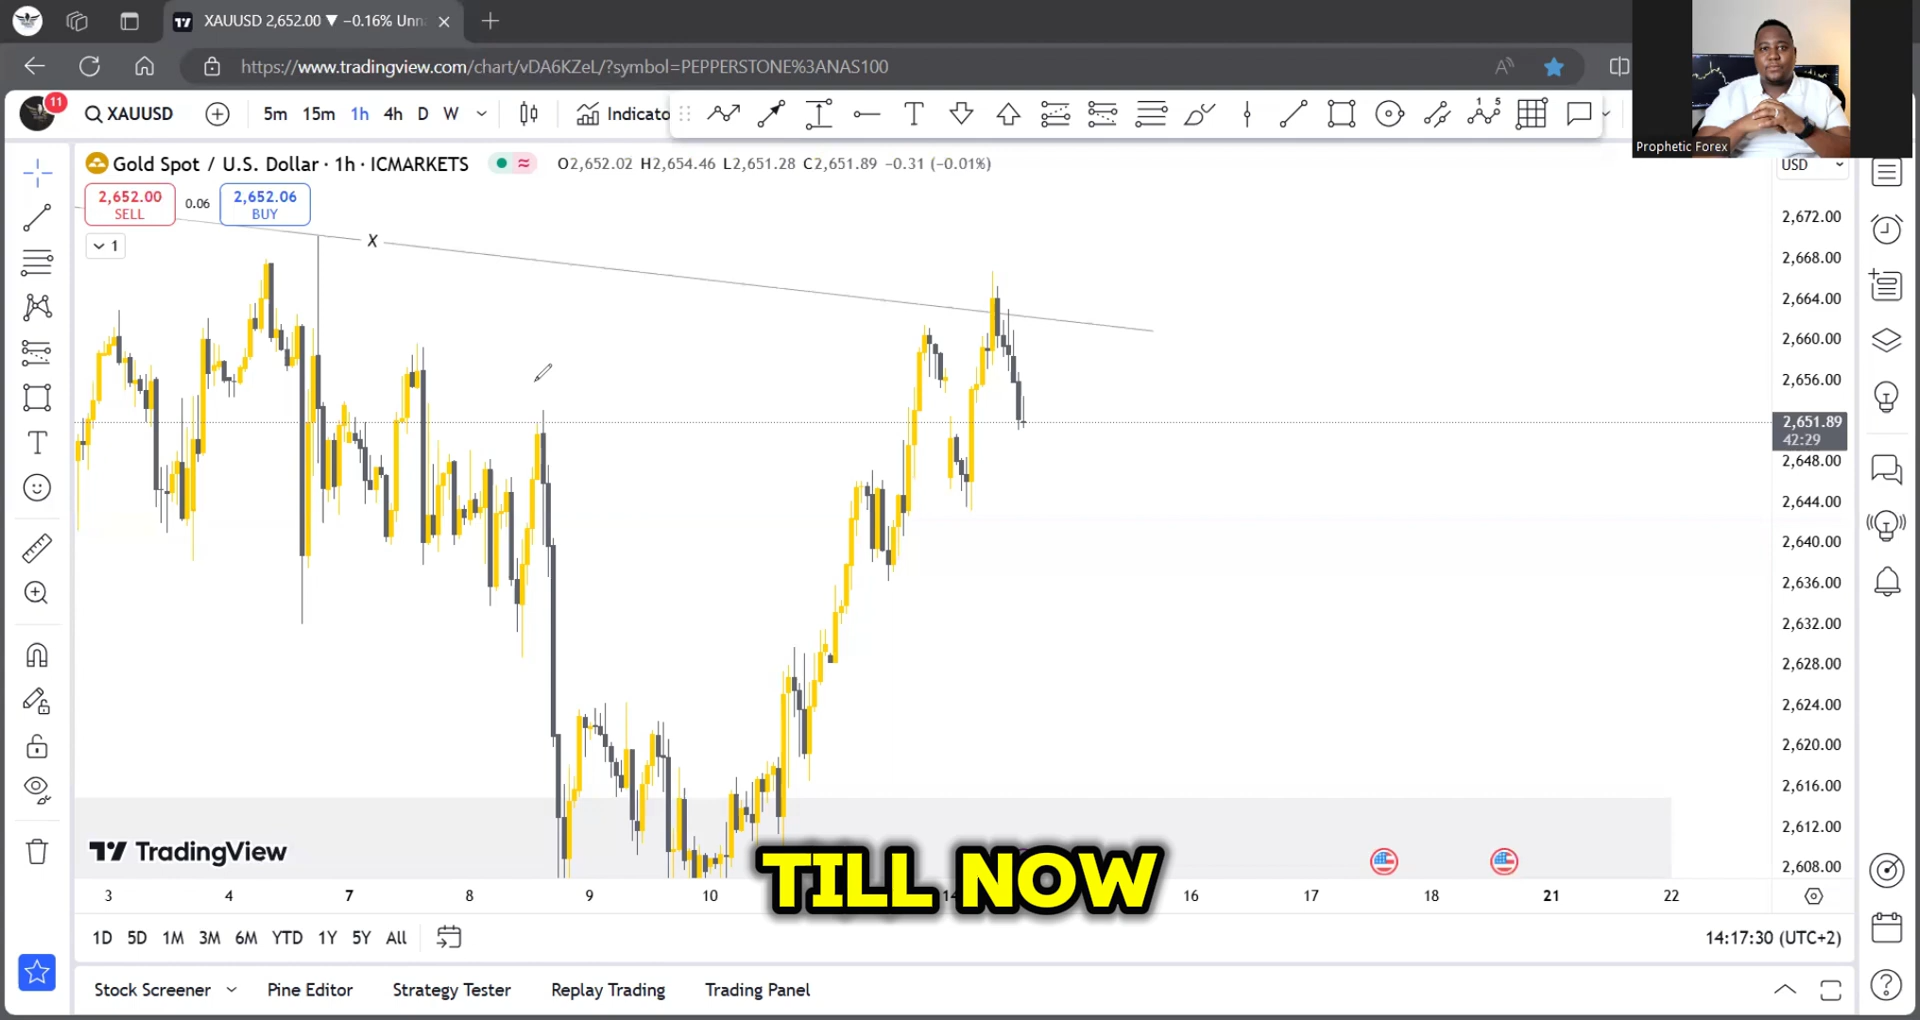 XAUUSD 2,652.00 ▼ −0.16% Unn
https://www.tradingview.com/chart/vDA6KZeL/?symbol=PEPPERSTONE%3ANAS100
Prophetic Forex
11
XAUUSD
5m 15m 1h 4h D W
Indicato
Gold Spot / U.S. Dollar · 1h · ICMARKETS
O2,652.02 H2,654.46 L2,651.28 C2,651.89 −0.31 (−0.01%)
USD
2,652.00
SELL
0.06
2,652.06
BUY
1
X
2,672.00
2,668.00
2,664.00
2,660.00
2,656.00
2,651.89
42:29
2,648.00
2,644.00
2,640.00
2,636.00
2,632.00
2,628.00
2,624.00
2,620.00
2,616.00
2,612.00
2,608.00
TradingView
TILL NOW
3 4 7 8 9 10 14 16 17 18 21 22
1D 5D 1M 3M 6M YTD 1Y 5Y All
14:17:30 (UTC+2)
Stock Screener Pine Editor Strategy Tester Replay Trading Trading Panel